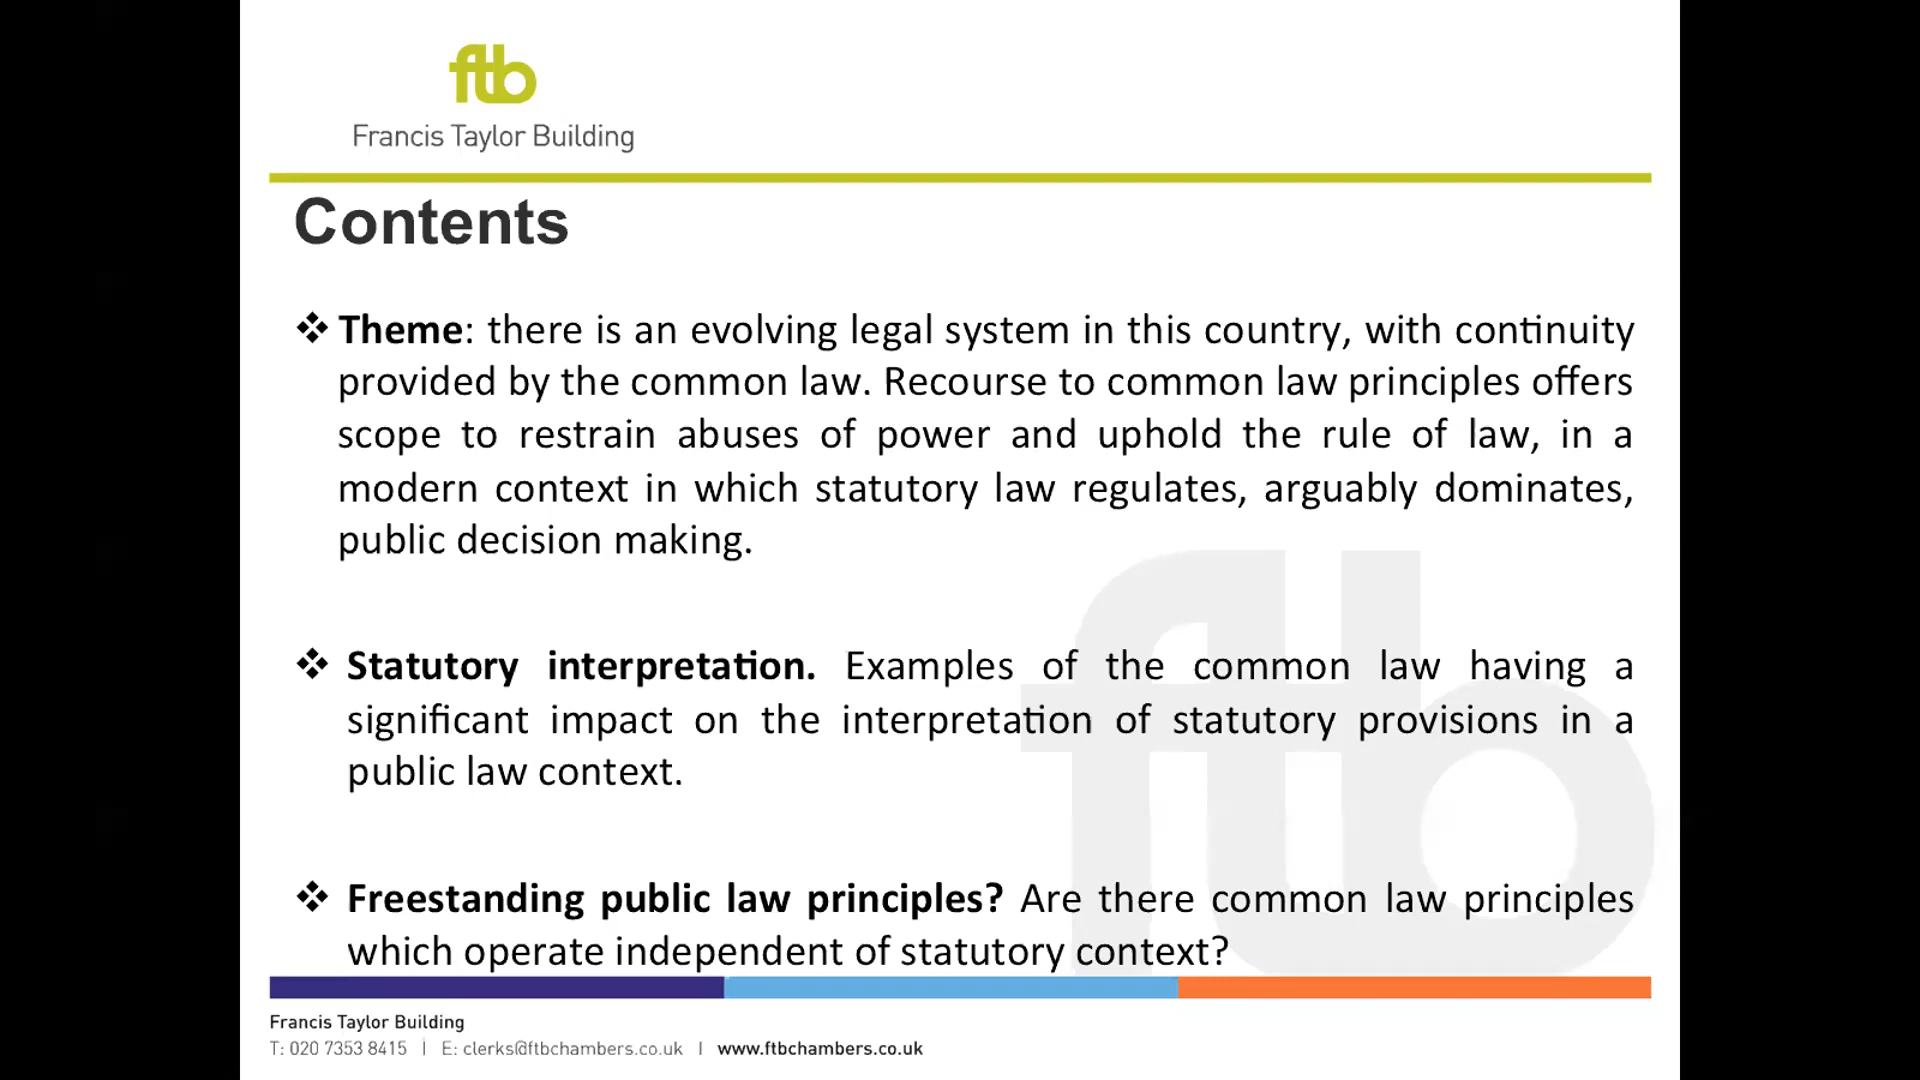 ftb
Francis Taylor Building
Contents
❖ Theme: there is an evolving legal system in this country, with continuity
provided by the common law. Recourse to common law principles offers
scope to restrain abuses of power and uphold the rule of law, in a
modern context in which statutory law regulates, arguably dominates,
public decision making.
❖ Statutory interpretation. Examples of the common law having a
significant impact on the interpretation of statutory provisions in a
public law context.
❖ Freestanding public law principles? Are there common law principles
which operate independent of statutory context?
ftb
Francis Taylor Building
T: 020 7353 8415 | E: clerks@ftbchambers.co.uk | www.ftbchambers.co.uk